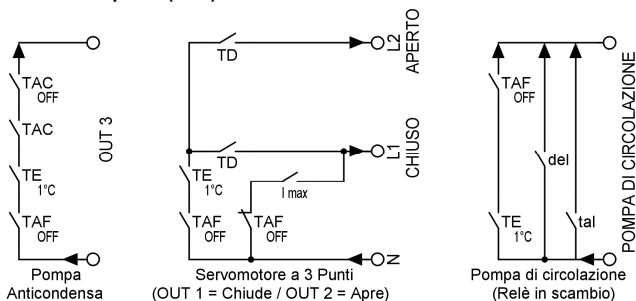 TAC
OFF
TAC
TE
1°C
TAF
OFF
OUT 3
Pompa
Anticondensa
TD
L2
APERTO
TD
L1
CHIUSO
TE
1°C
I max
TAF
OFF
TAF
OFF
N
Servomotore a 3 Punti
(OUT 1 = Chiude / OUT 2 = Apre)
TAF
OFF
del
TE
1°C
tal
POMPA DI CIRCOLAZIONE
Pompa di circolazione
(Relè in scambio)